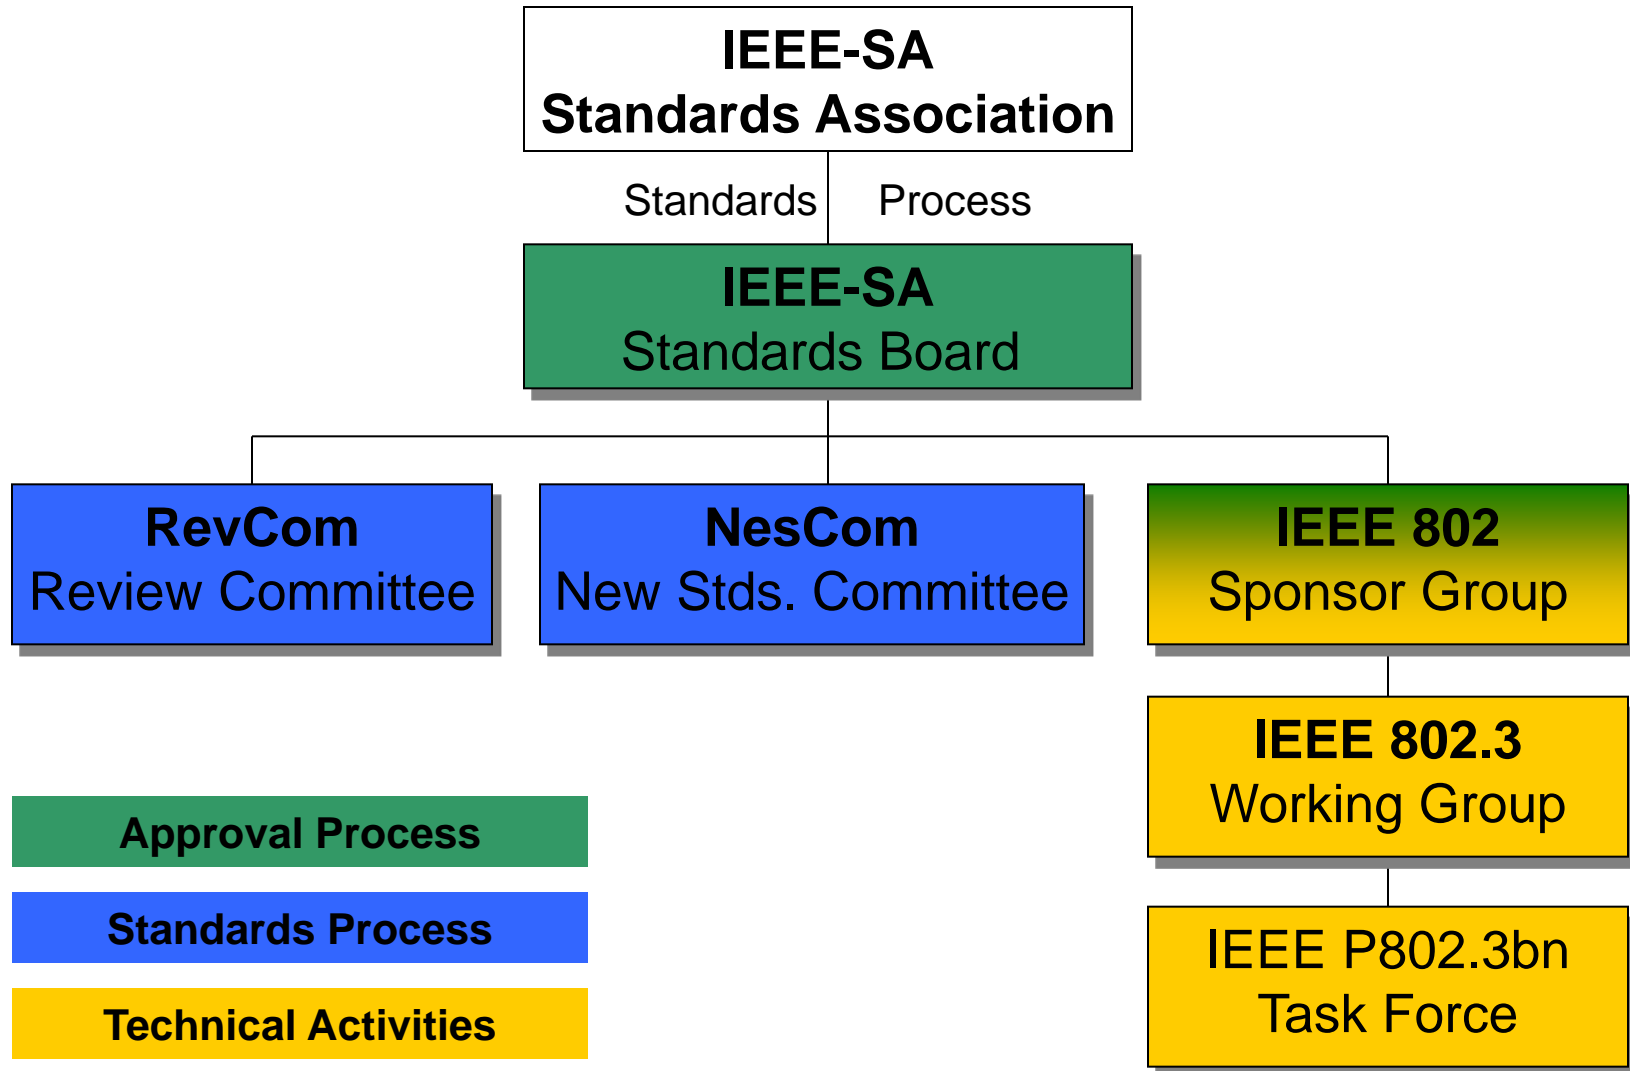 IEEE-SA
Standards Association
Standards Process
IEEE-SA
Standards Board
RevCom
Review Committee
NesCom
New Stds. Committee
IEEE 802
Sponsor Group
IEEE 802.3
Working Group
IEEE P802.3bn
Task Force
Approval Process
Standards Process
Technical Activities